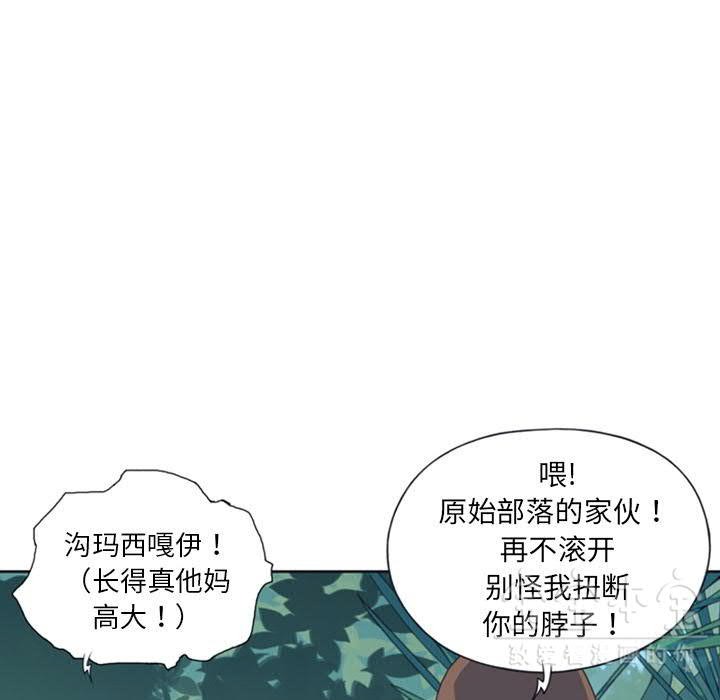 沟玛西嘎伊！
（长得真他妈
高大！）
喂!
原始部落的家伙！
再不滚开
别怪我扭断
你的脖子！